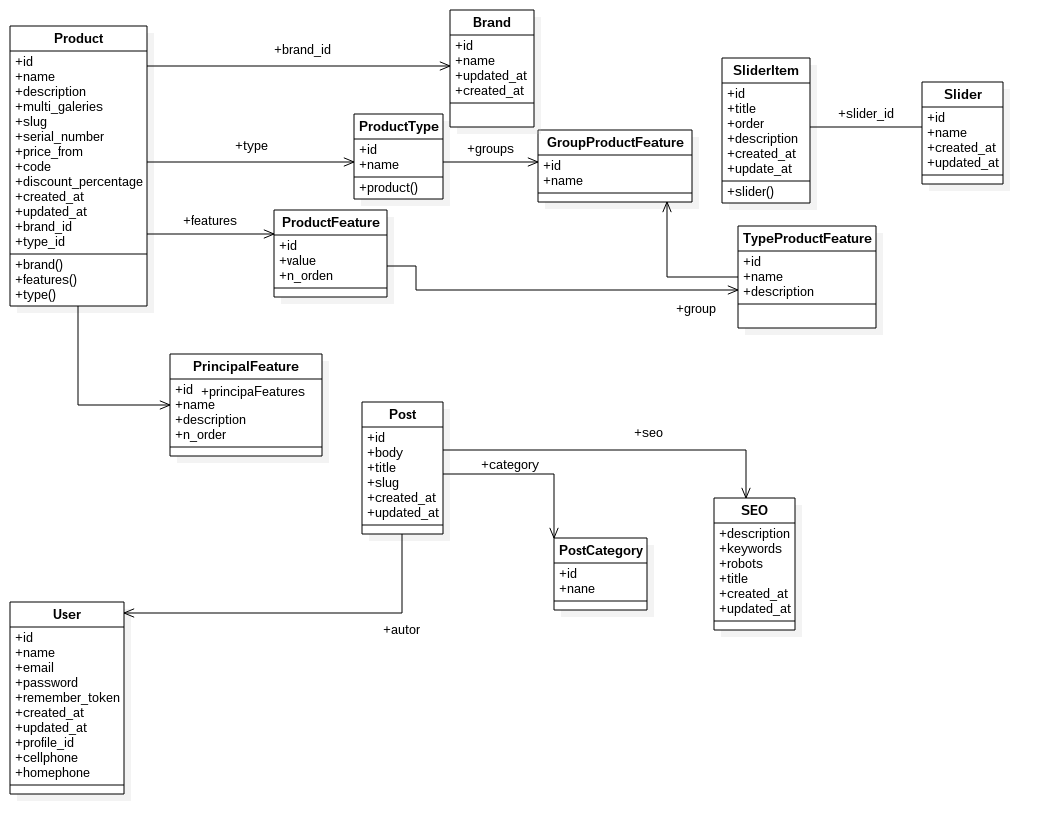 Product
+id
+name
+description
+multi_galeries
+slug
+serial_number
+price_from
+code
+discount_percentage
+created_at
+updated_at
+brand_id
+type_id
+brand()
+features()
+type()
+brand_id
Brand
+id
+name
+updated_at
+created_at
+type
ProductType
+id
+name
+product()
+groups
GroupProductFeature
+id
+name
SliderItem
+id
+title
+order
+description
+created_at
+update_at
+slider()
+slider_id
Slider
+id
+name
+created_at
+updated_at
+features
ProductFeature
+id
+value
+n_orden
+group
TypeProductFeature
+id
+name
+description
PrincipalFeature
+id
+principaFeatures
+name
+description
+n_order
Post
+id
+body
+title
+slug
+created_at
+updated_at
+seo
+category
PostCategory
+id
+nane
SEO
+description
+keywords
+robots
+title
+created_at
+updated_at
+autor
User
+id
+name
+email
+password
+remember_token
+created_at
+updated_at
+profile_id
+cellphone
+homephone